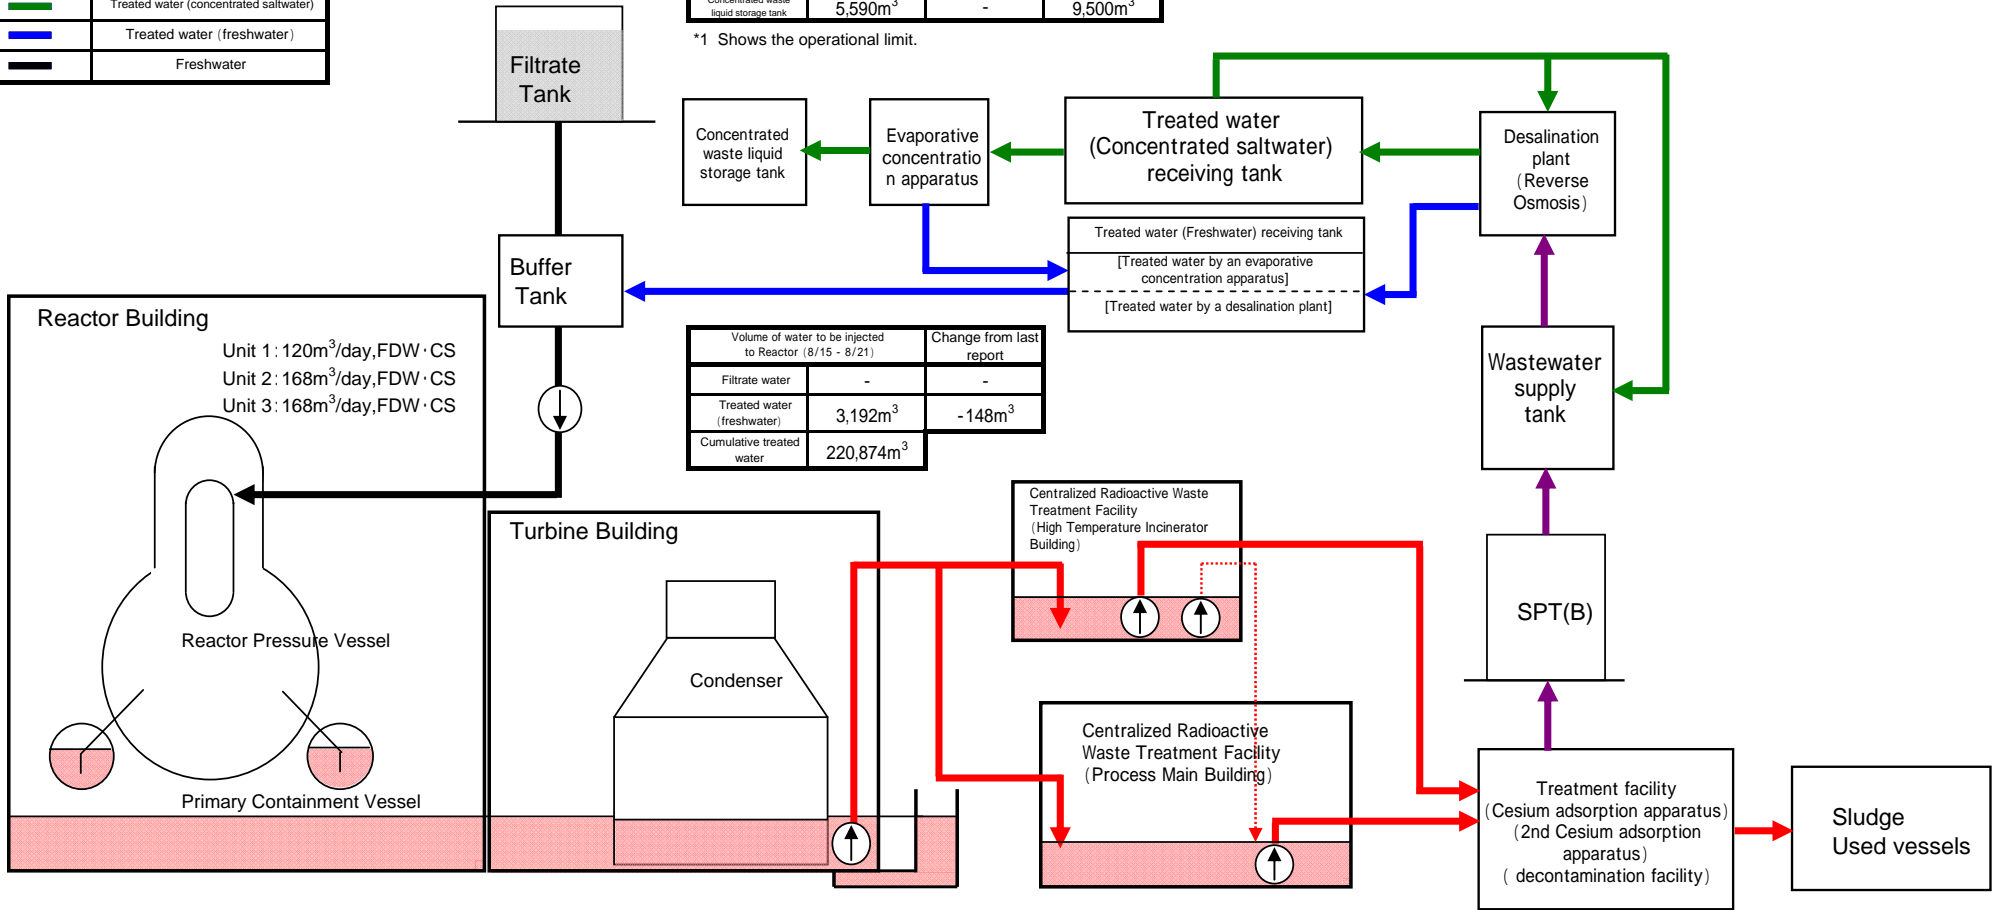 Treated water (concentrated saltwater)
Treated water (freshwater)
Freshwater
Concentrated waste
liquid storage tank
5,590m³
-
9,500m³
*1 Shows the operational limit.
Filtrate
Tank
Concentrated
waste liquid
storage tank
Evaporative
concentratio
n apparatus
Treated water
(Concentrated saltwater)
receiving tank
Desalination
plant
(Reverse
Osmosis)
Treated water (Freshwater) receiving tank
[Treated water by an evaporative
concentration apparatus]
[Treated water by a desalination plant]
Buffer
Tank
Reactor Building
Unit 1:120m³/day,FDW・CS
Unit 2:168m³/day,FDW・CS
Unit 3:168m³/day,FDW・CS
Volume of water to be injected
to Reactor (8/15 - 8/21)
Change from last
report
Filtrate water
-
-
Treated water
(freshwater)
3,192m³
-148m³
Cumulative treated
water
220,874m³
Wastewater
supply
tank
Centralized Radioactive Waste
Treatment Facility
(High Temperature Incinerator
Building)
Turbine Building
SPT(B)
Reactor Pressure Vessel
Condenser
Centralized Radioactive
Waste Treatment Facility
(Process Main Building)
Primary Containment Vessel
Treatment facility
(Cesium adsorption apparatus)
(2nd Cesium adsorption
apparatus)
( decontamination facility)
Sludge
Used vessels